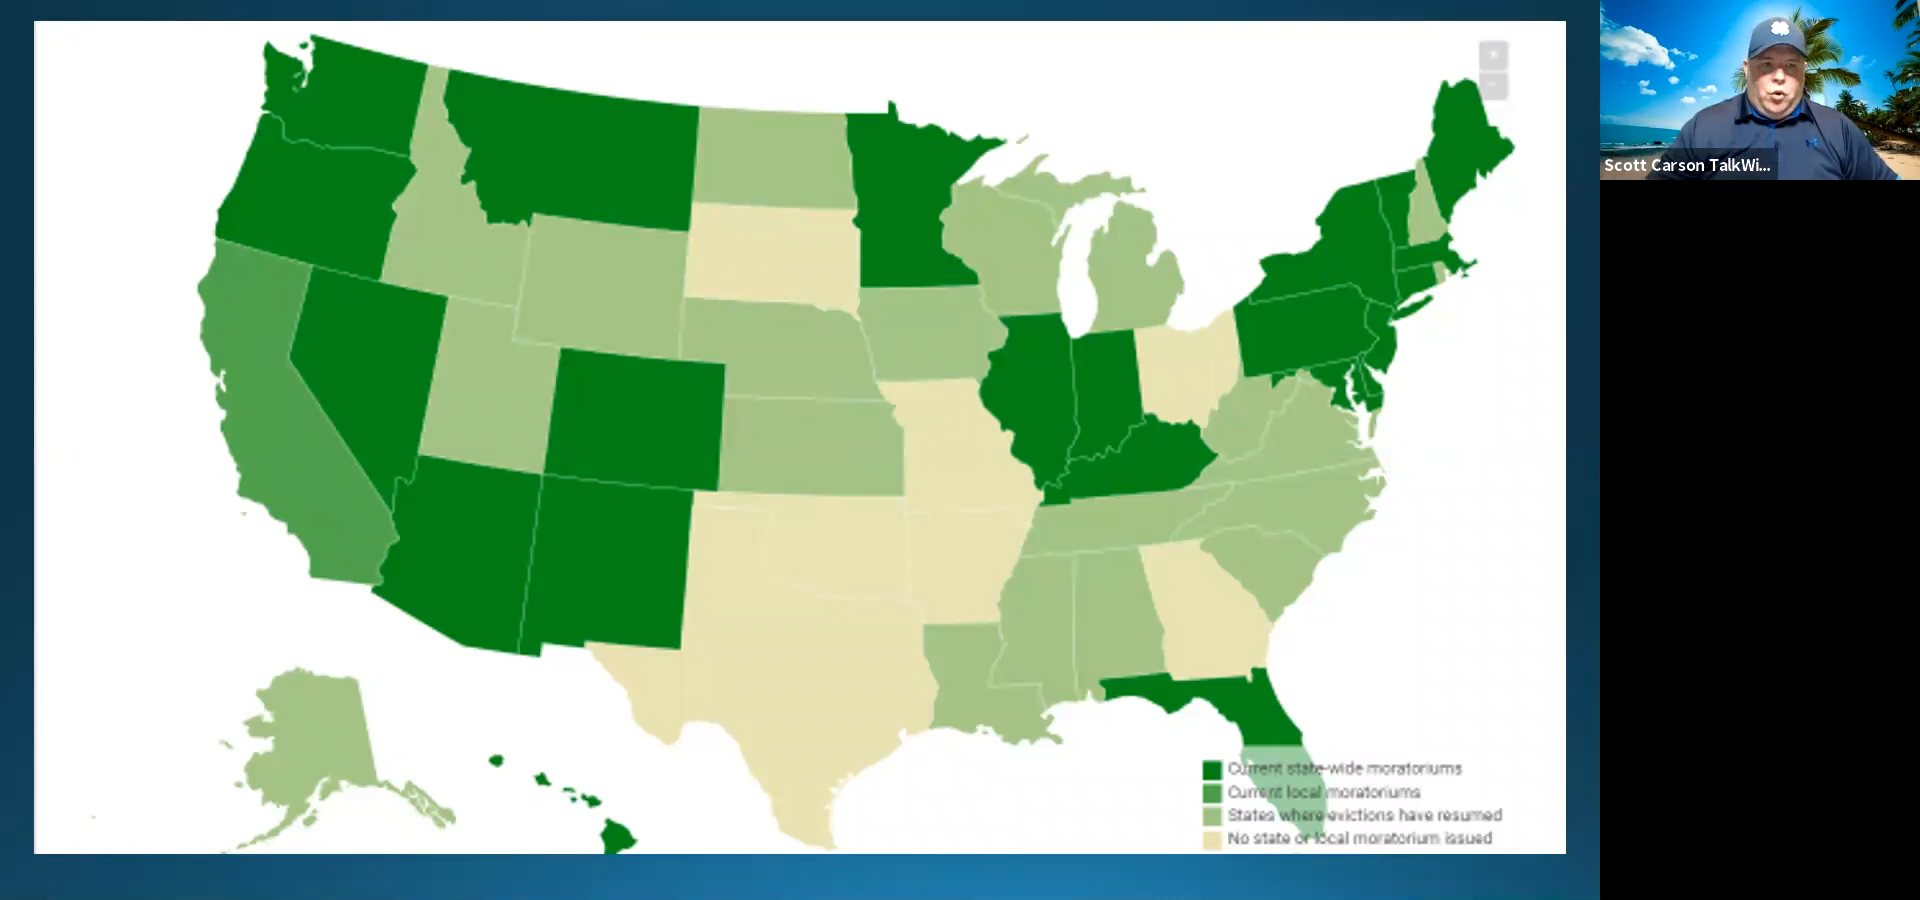 Scott Carson TalkWi...
Current state-wide moratoriums
Current local moratoriums
States where evictions have resumed
No state or local moratorium issued